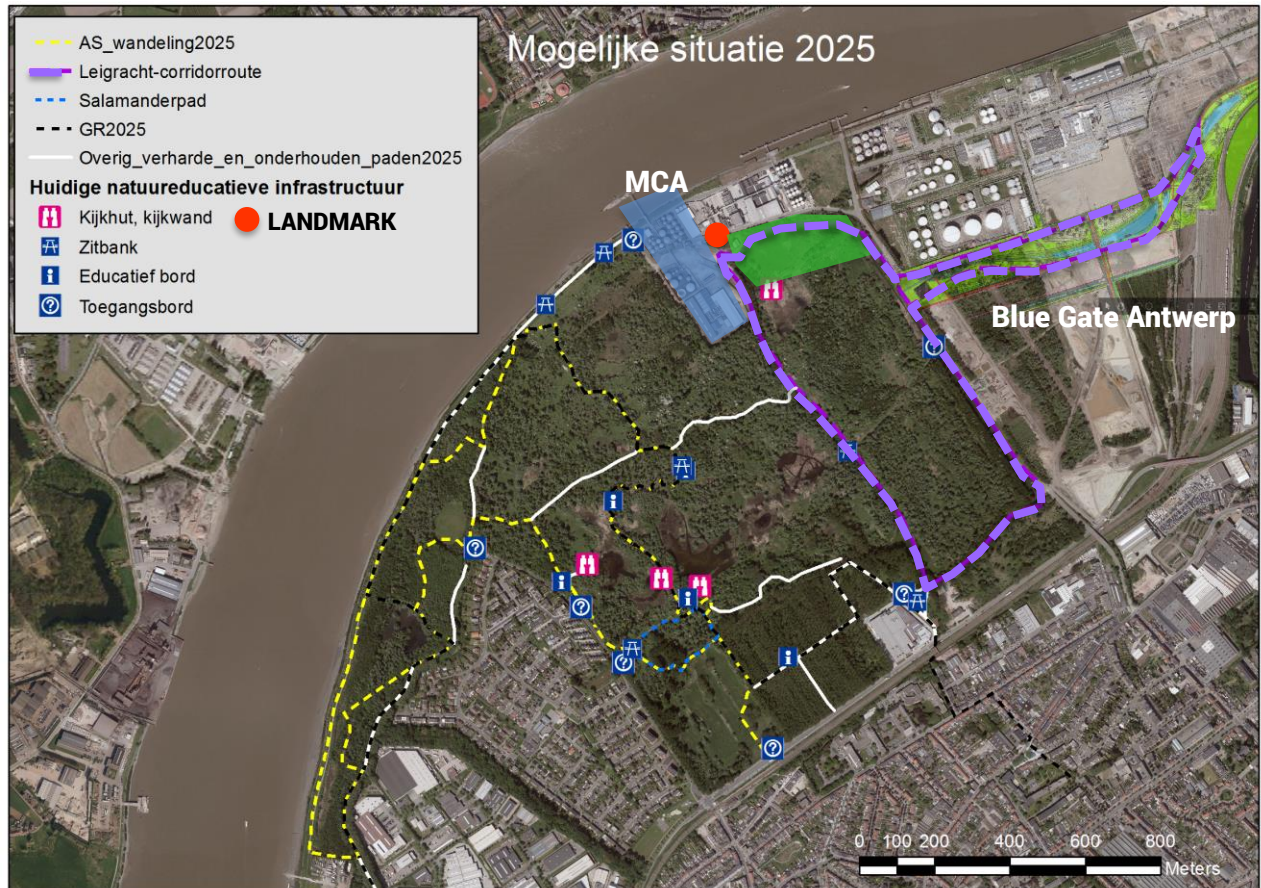 Mogelijke situatie 2025
AS_wandeling2025
Leigracht-corridorroute
Salamanderpad
GR2025
Overig_verharde_en_onderhouden_paden2025
Huidige natuureducatieve infrastructuur
Kijkhut, kijkwand
LANDMARK
Zitbank
Educatief bord
Toegangsbord
MCA
Blue Gate Antwerp
0 100 200 400 600 800
Meters